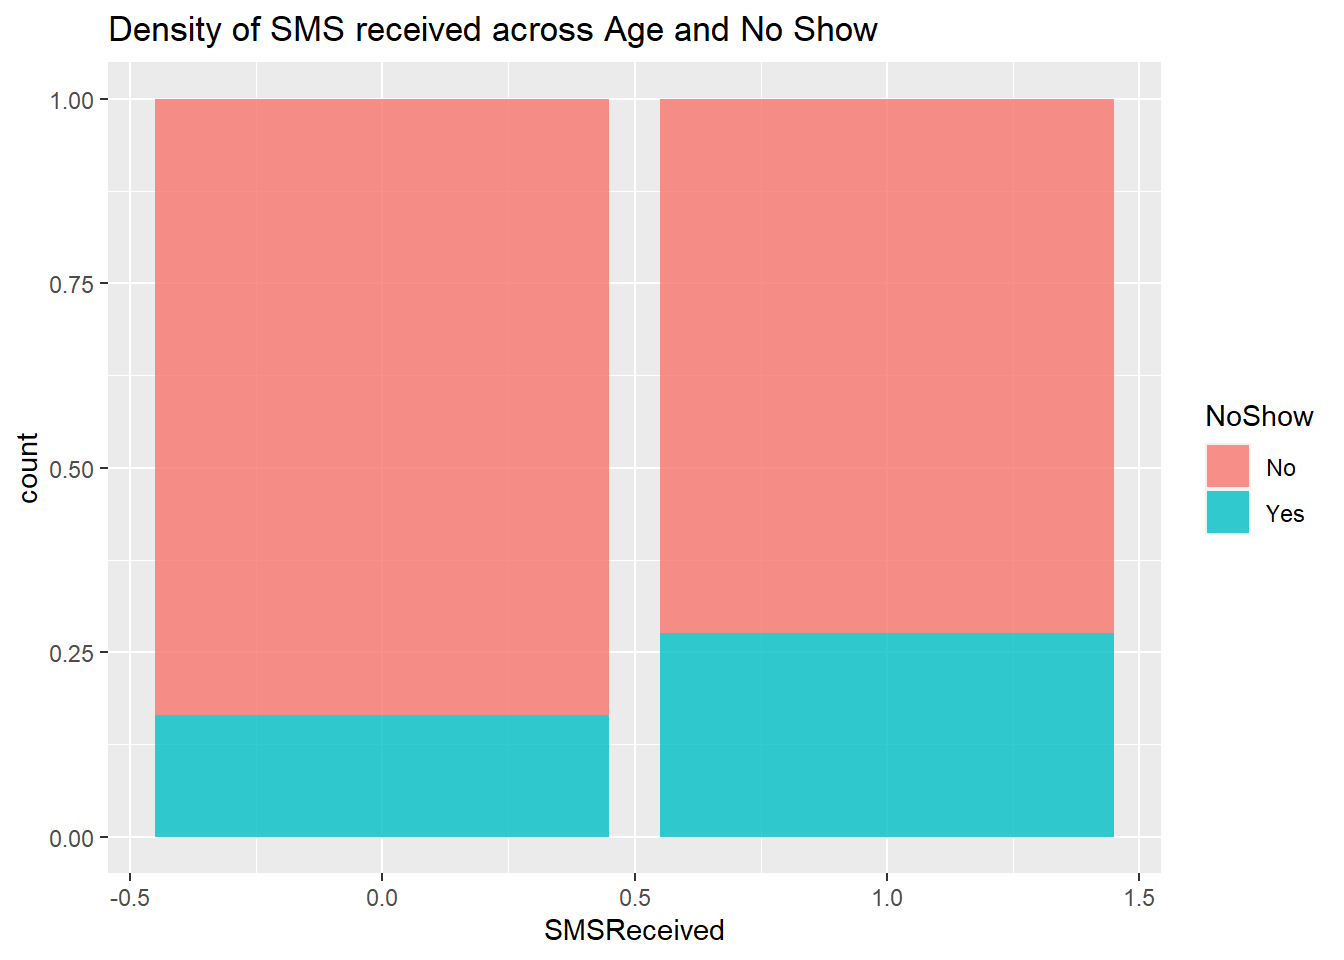 Density of SMS received across Age and No Show
1.00
0.75
0.50
0.25
0.00
count
-0.5
0.0
0.5
1.0
1.5
SMSReceived
NoShow
No
Yes